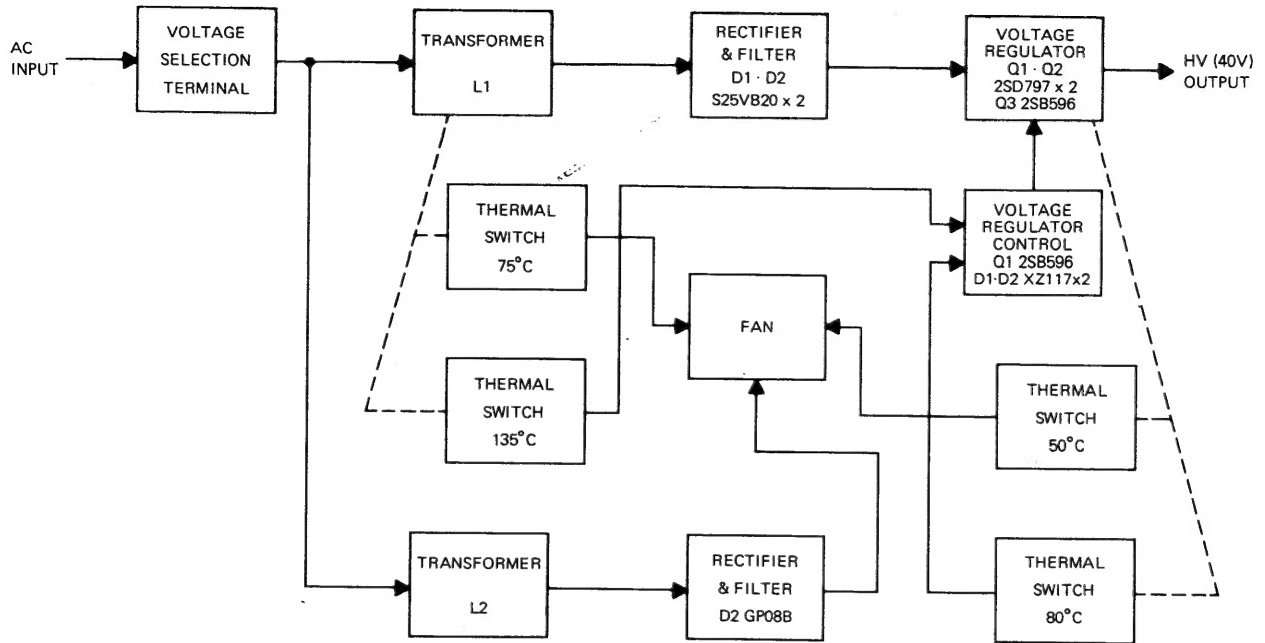 AC
INPUT
VOLTAGE
SELECTION
TERMINAL
TRANSFORMER
L1
RECTIFIER
& FILTER
D1 · D2
S25VB20 x 2
VOLTAGE
REGULATOR
Q1 · Q2
2SD797 x 2
Q3 2SB596
HV (40V)
OUTPUT
THERMAL
SWITCH
75°C
VOLTAGE
REGULATOR
CONTROL
Q1 2SB596
D1·D2 XZ117x2
FAN
THERMAL
SWITCH
135°C
THERMAL
SWITCH
50°C
TRANSFORMER
L2
RECTIFIER
& FILTER
D2 GP08B
THERMAL
SWITCH
80°C